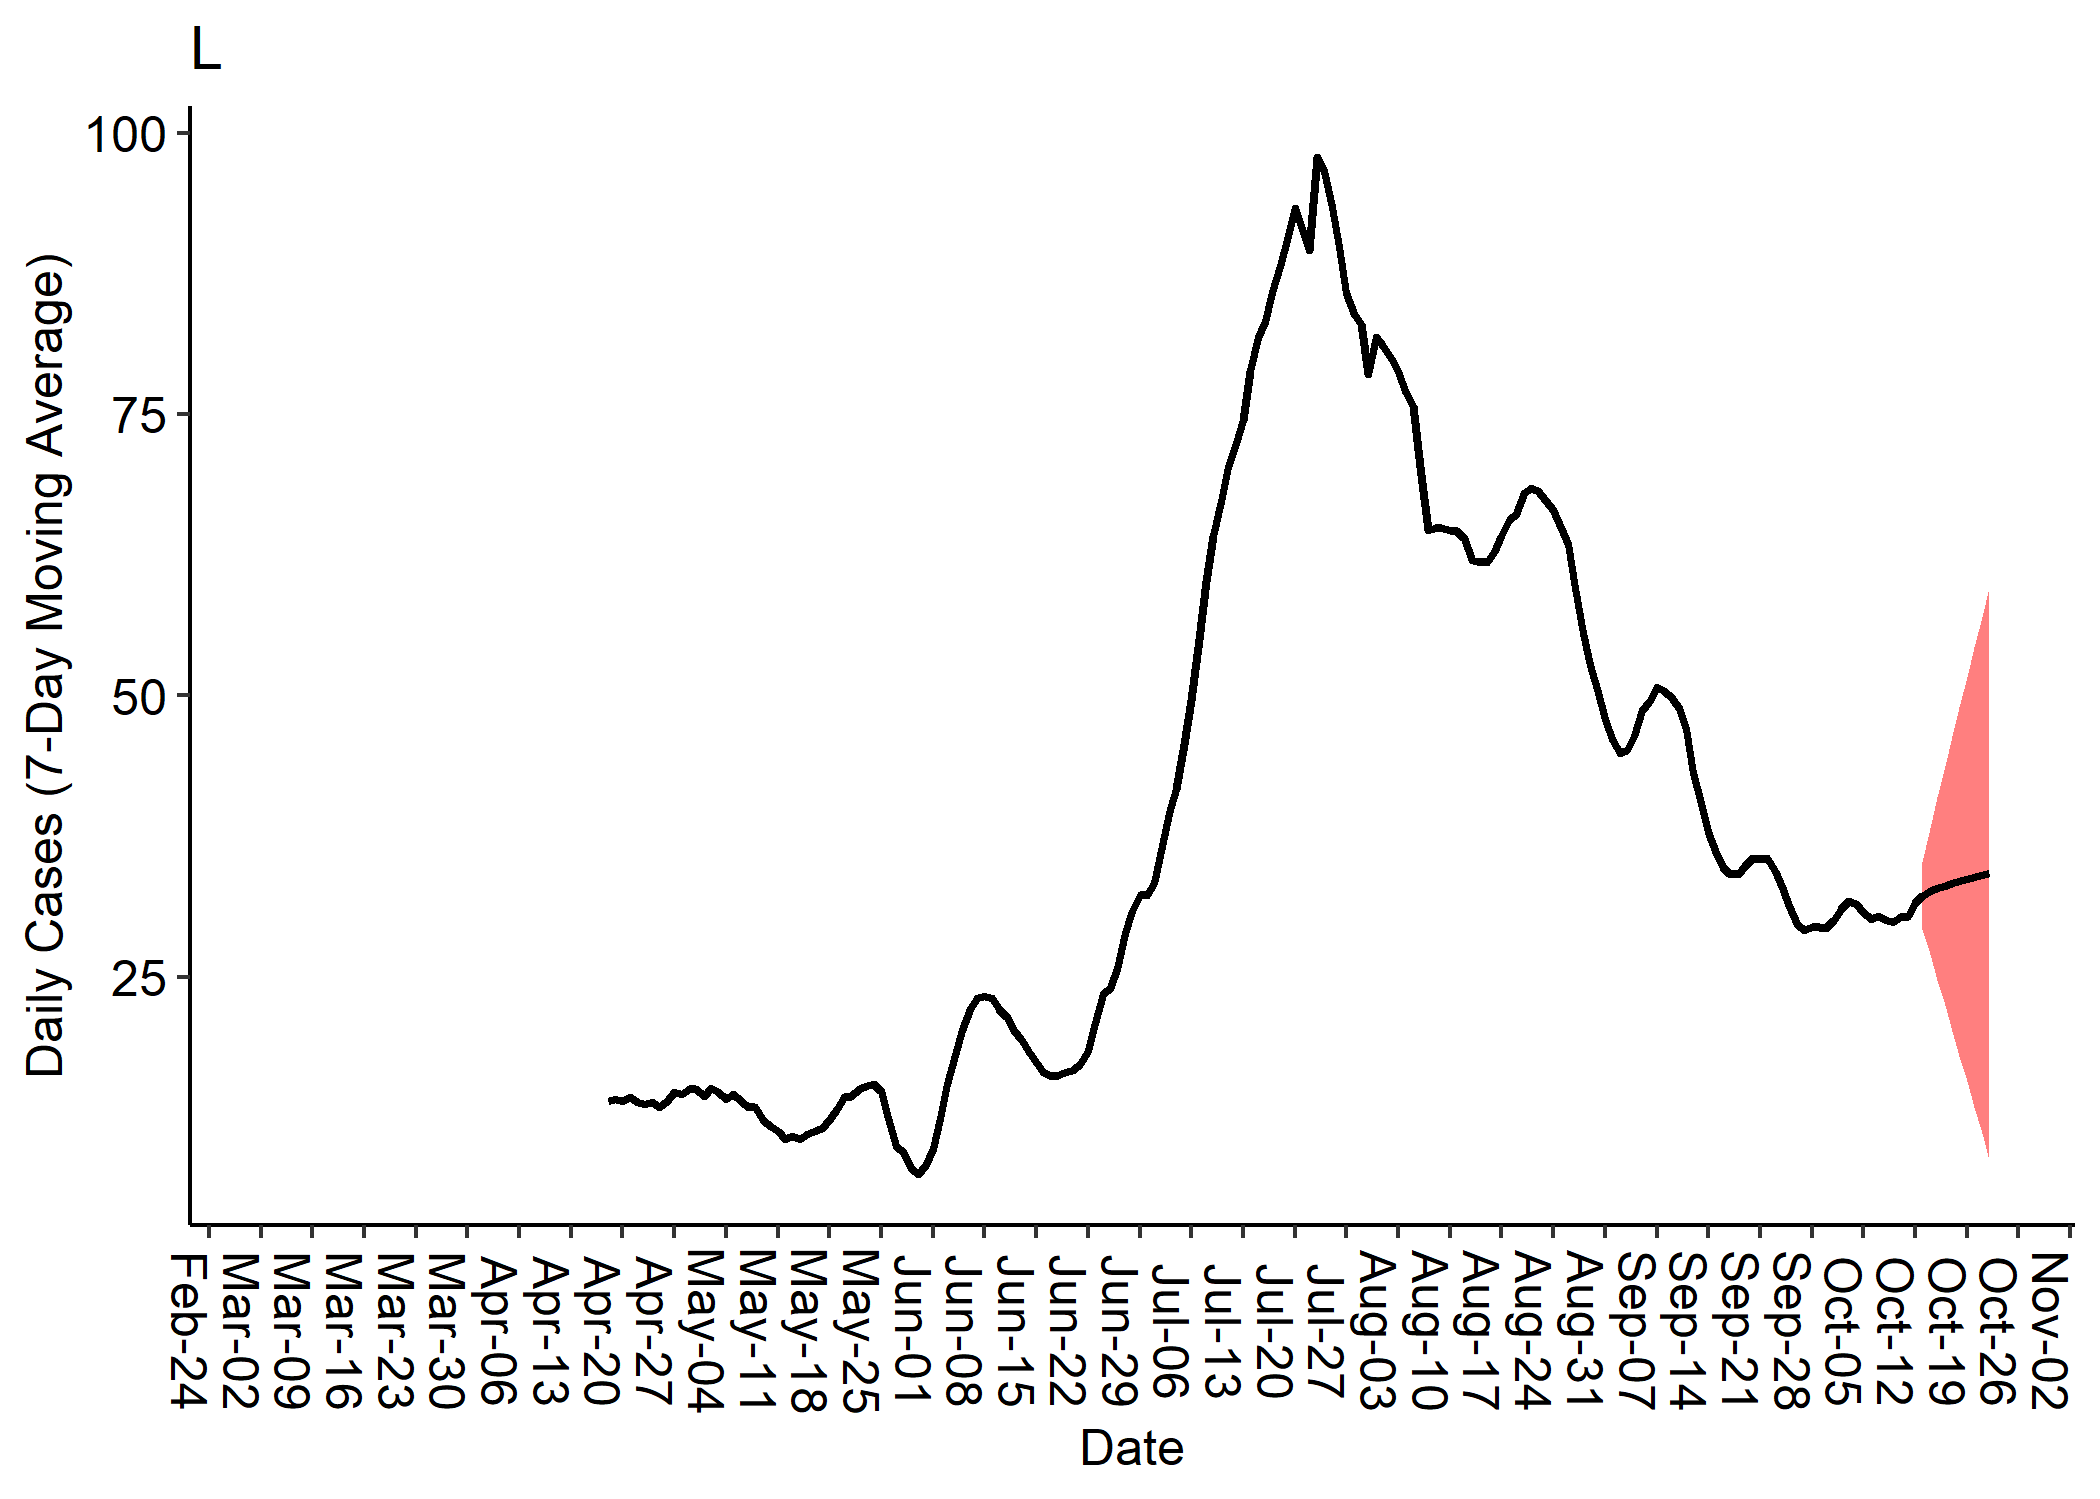 L
Daily Cases (7-Day Moving Average)
100
75
50
25
Feb-24
Mar-02
Mar-09
Mar-16
Mar-23
Mar-30
Apr-06
Apr-13
Apr-20
Apr-27
May-04
May-11
May-18
May-25
Jun-01
Jun-08
Jun-15
Jun-22
Jun-29
Jul-06
Jul-13
Jul-20
Jul-27
Aug-03
Aug-10
Aug-17
Aug-24
Aug-31
Sep-07
Sep-14
Sep-21
Sep-28
Oct-05
Oct-12
Oct-19
Oct-26
Nov-02
Date